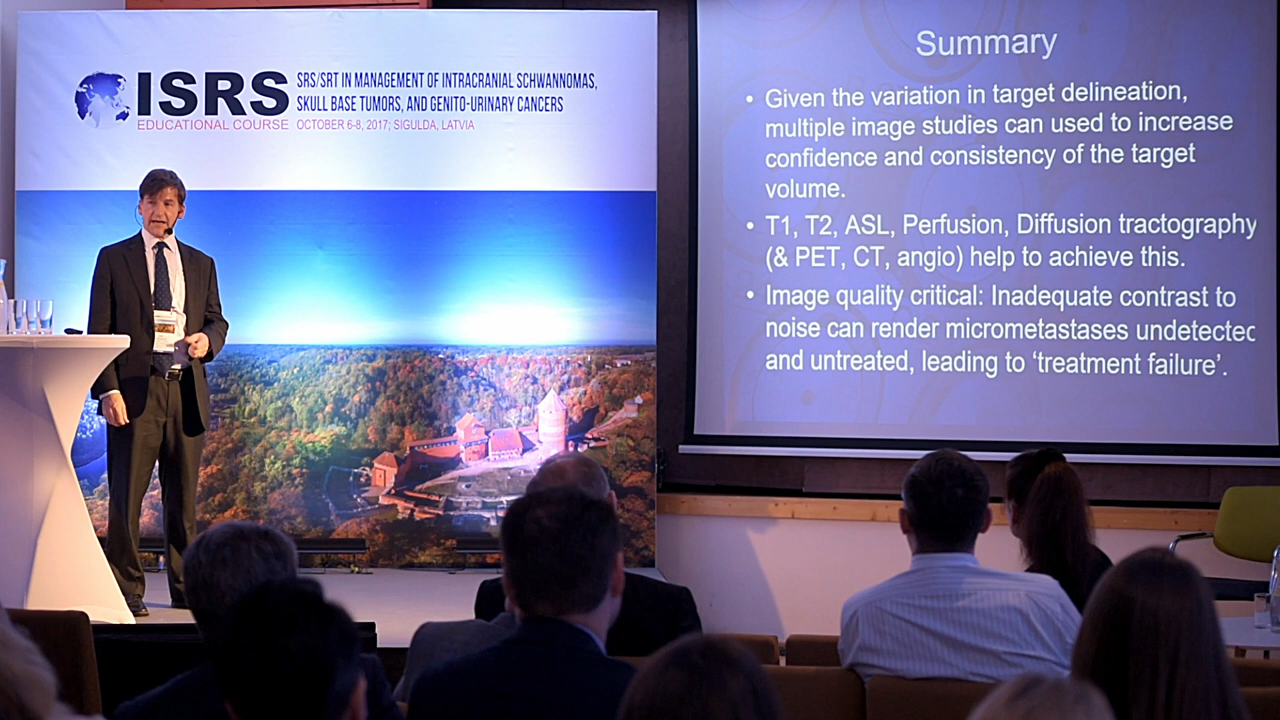 ISRS
EDUCATIONAL COURSE
SRS/SRT IN MANAGEMENT OF INTRACRANIAL SCHWANNOMAS,
SKULL BASE TUMORS, AND GENITO-URINARY CANCERS
OCTOBER 6-8, 2017; SIGULDA, LATVIA
Summary
• Given the variation in target delineation,
multiple image studies can used to increase
confidence and consistency of the target
volume.
• T1, T2, ASL, Perfusion, Diffusion tractography
(& PET, CT, angio) help to achieve this.
• Image quality critical: Inadequate contrast to
noise can render micrometastases undetected
and untreated, leading to ‘treatment failure’.